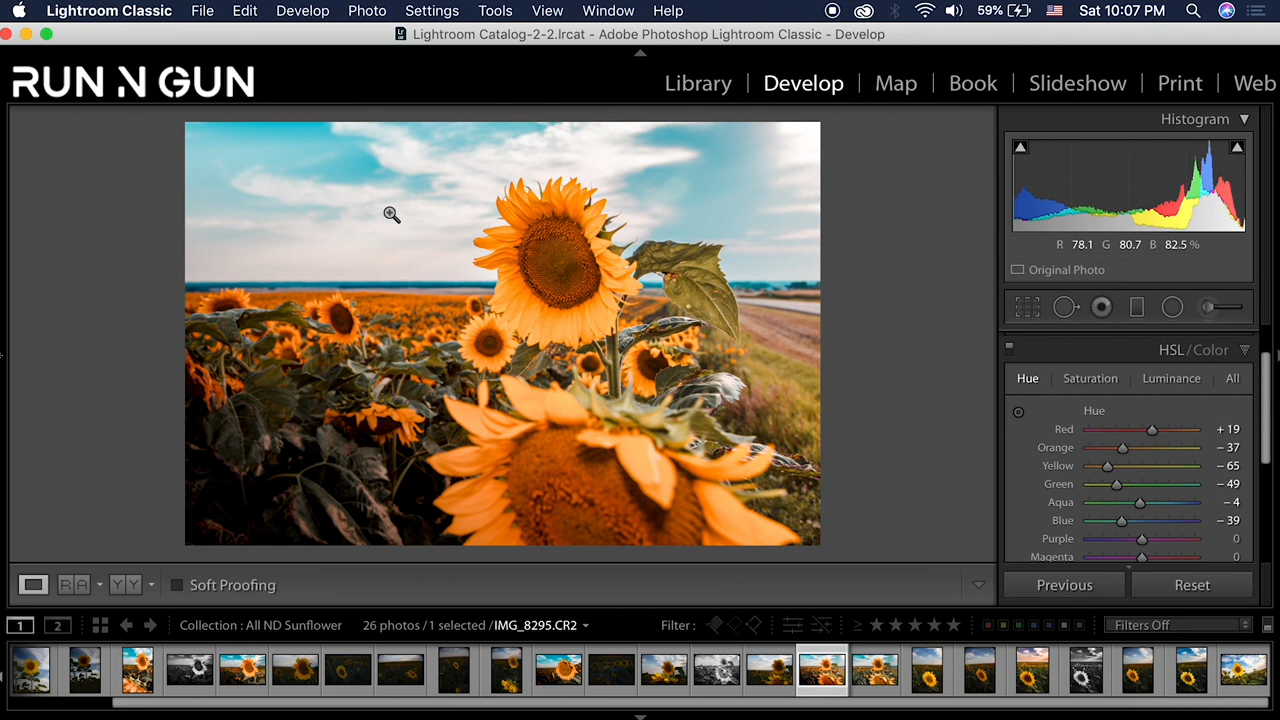 Lightroom Classic File Edit Develop Photo Settings Tools View Window Help 59% Sat 10:07 PM
Lr Lightroom Catalog-2-2.lrcat - Adobe Photoshop Lightroom Classic - Develop
RUN N GUN Library | Develop | Map | Book | Slideshow | Print | Web
Histogram
R 78.1 G 80.7 B 82.5 %
Original Photo
HSL / Color
Hue Saturation Luminance All
Hue
Red + 19
Orange - 37
Yellow - 65
Green - 49
Aqua - 4
Blue - 39
Purple 0
Magenta 0
R A Y Y Soft Proofing Previous Reset
1 2 Collection : All ND Sunflower 26 photos / 1 selected / IMG_8295.CR2 Filter : Filters Off